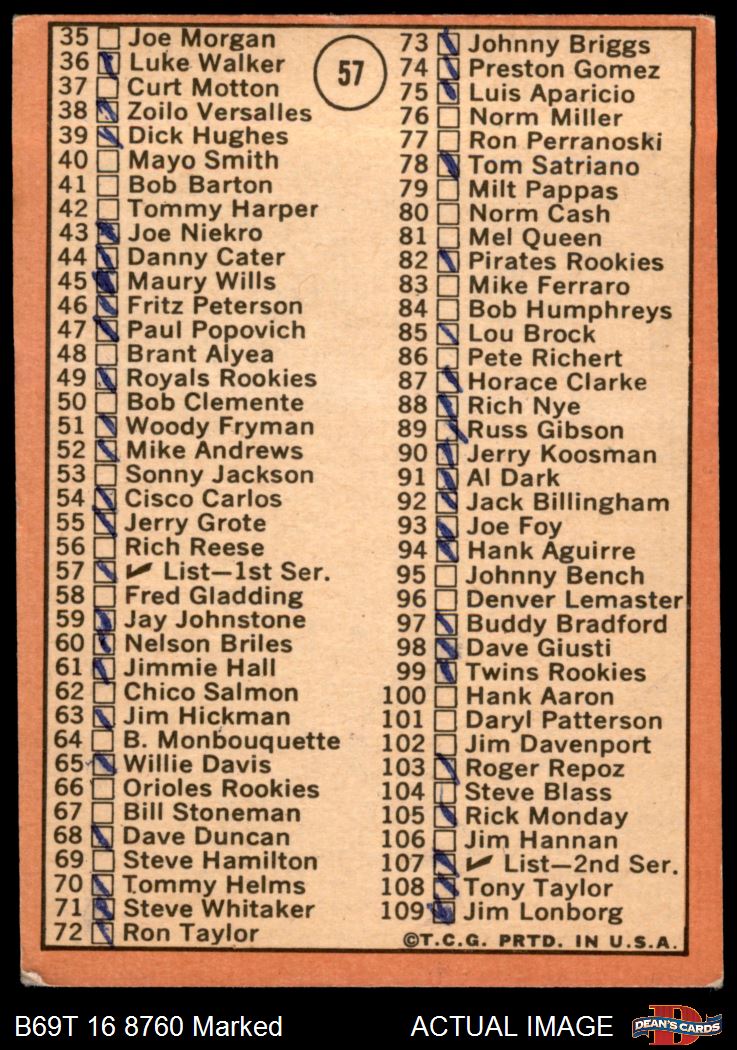 35 Joe Morgan
36 Luke Walker
37 Curt Motton
38 Zoilo Versalles
39 Dick Hughes
40 Mayo Smith
41 Bob Barton
42 Tommy Harper
43 Joe Niekro
44 Danny Cater
45 Maury Wills
46 Fritz Peterson
47 Paul Popovich
48 Brant Alyea
49 Royals Rookies
50 Bob Clemente
51 Woody Fryman
52 Mike Andrews
53 Sonny Jackson
54 Cisco Carlos
55 Jerry Grote
56 Rich Reese
57 ✔ List—1st Ser.
58 Fred Gladding
59 Jay Johnstone
60 Nelson Briles
61 Jimmie Hall
62 Chico Salmon
63 Jim Hickman
64 B. Monbouquette
65 Willie Davis
66 Orioles Rookies
67 Bill Stoneman
68 Dave Duncan
69 Steve Hamilton
70 Tommy Helms
71 Steve Whitaker
72 Ron Taylor
57
73 Johnny Briggs
74 Preston Gomez
75 Luis Aparicio
76 Norm Miller
77 Ron Perranoski
78 Tom Satriano
79 Milt Pappas
80 Norm Cash
81 Mel Queen
82 Pirates Rookies
83 Mike Ferraro
84 Bob Humphreys
85 Lou Brock
86 Pete Richert
87 Horace Clarke
88 Rich Nye
89 Russ Gibson
90 Jerry Koosman
91 Al Dark
92 Jack Billingham
93 Joe Foy
94 Hank Aguirre
95 Johnny Bench
96 Denver Lemaster
97 Buddy Bradford
98 Dave Giusti
99 Twins Rookies
100 Hank Aaron
101 Daryl Patterson
102 Jim Davenport
103 Roger Repoz
104 Steve Blass
105 Rick Monday
106 Jim Hannan
107 ✔ List—2nd Ser.
108 Tony Taylor
109 Jim Lonborg
©T.C.G. PRTD. IN U.S.A.
B69T 16 8760 Marked
ACTUAL IMAGE
DEAN'S CARDS